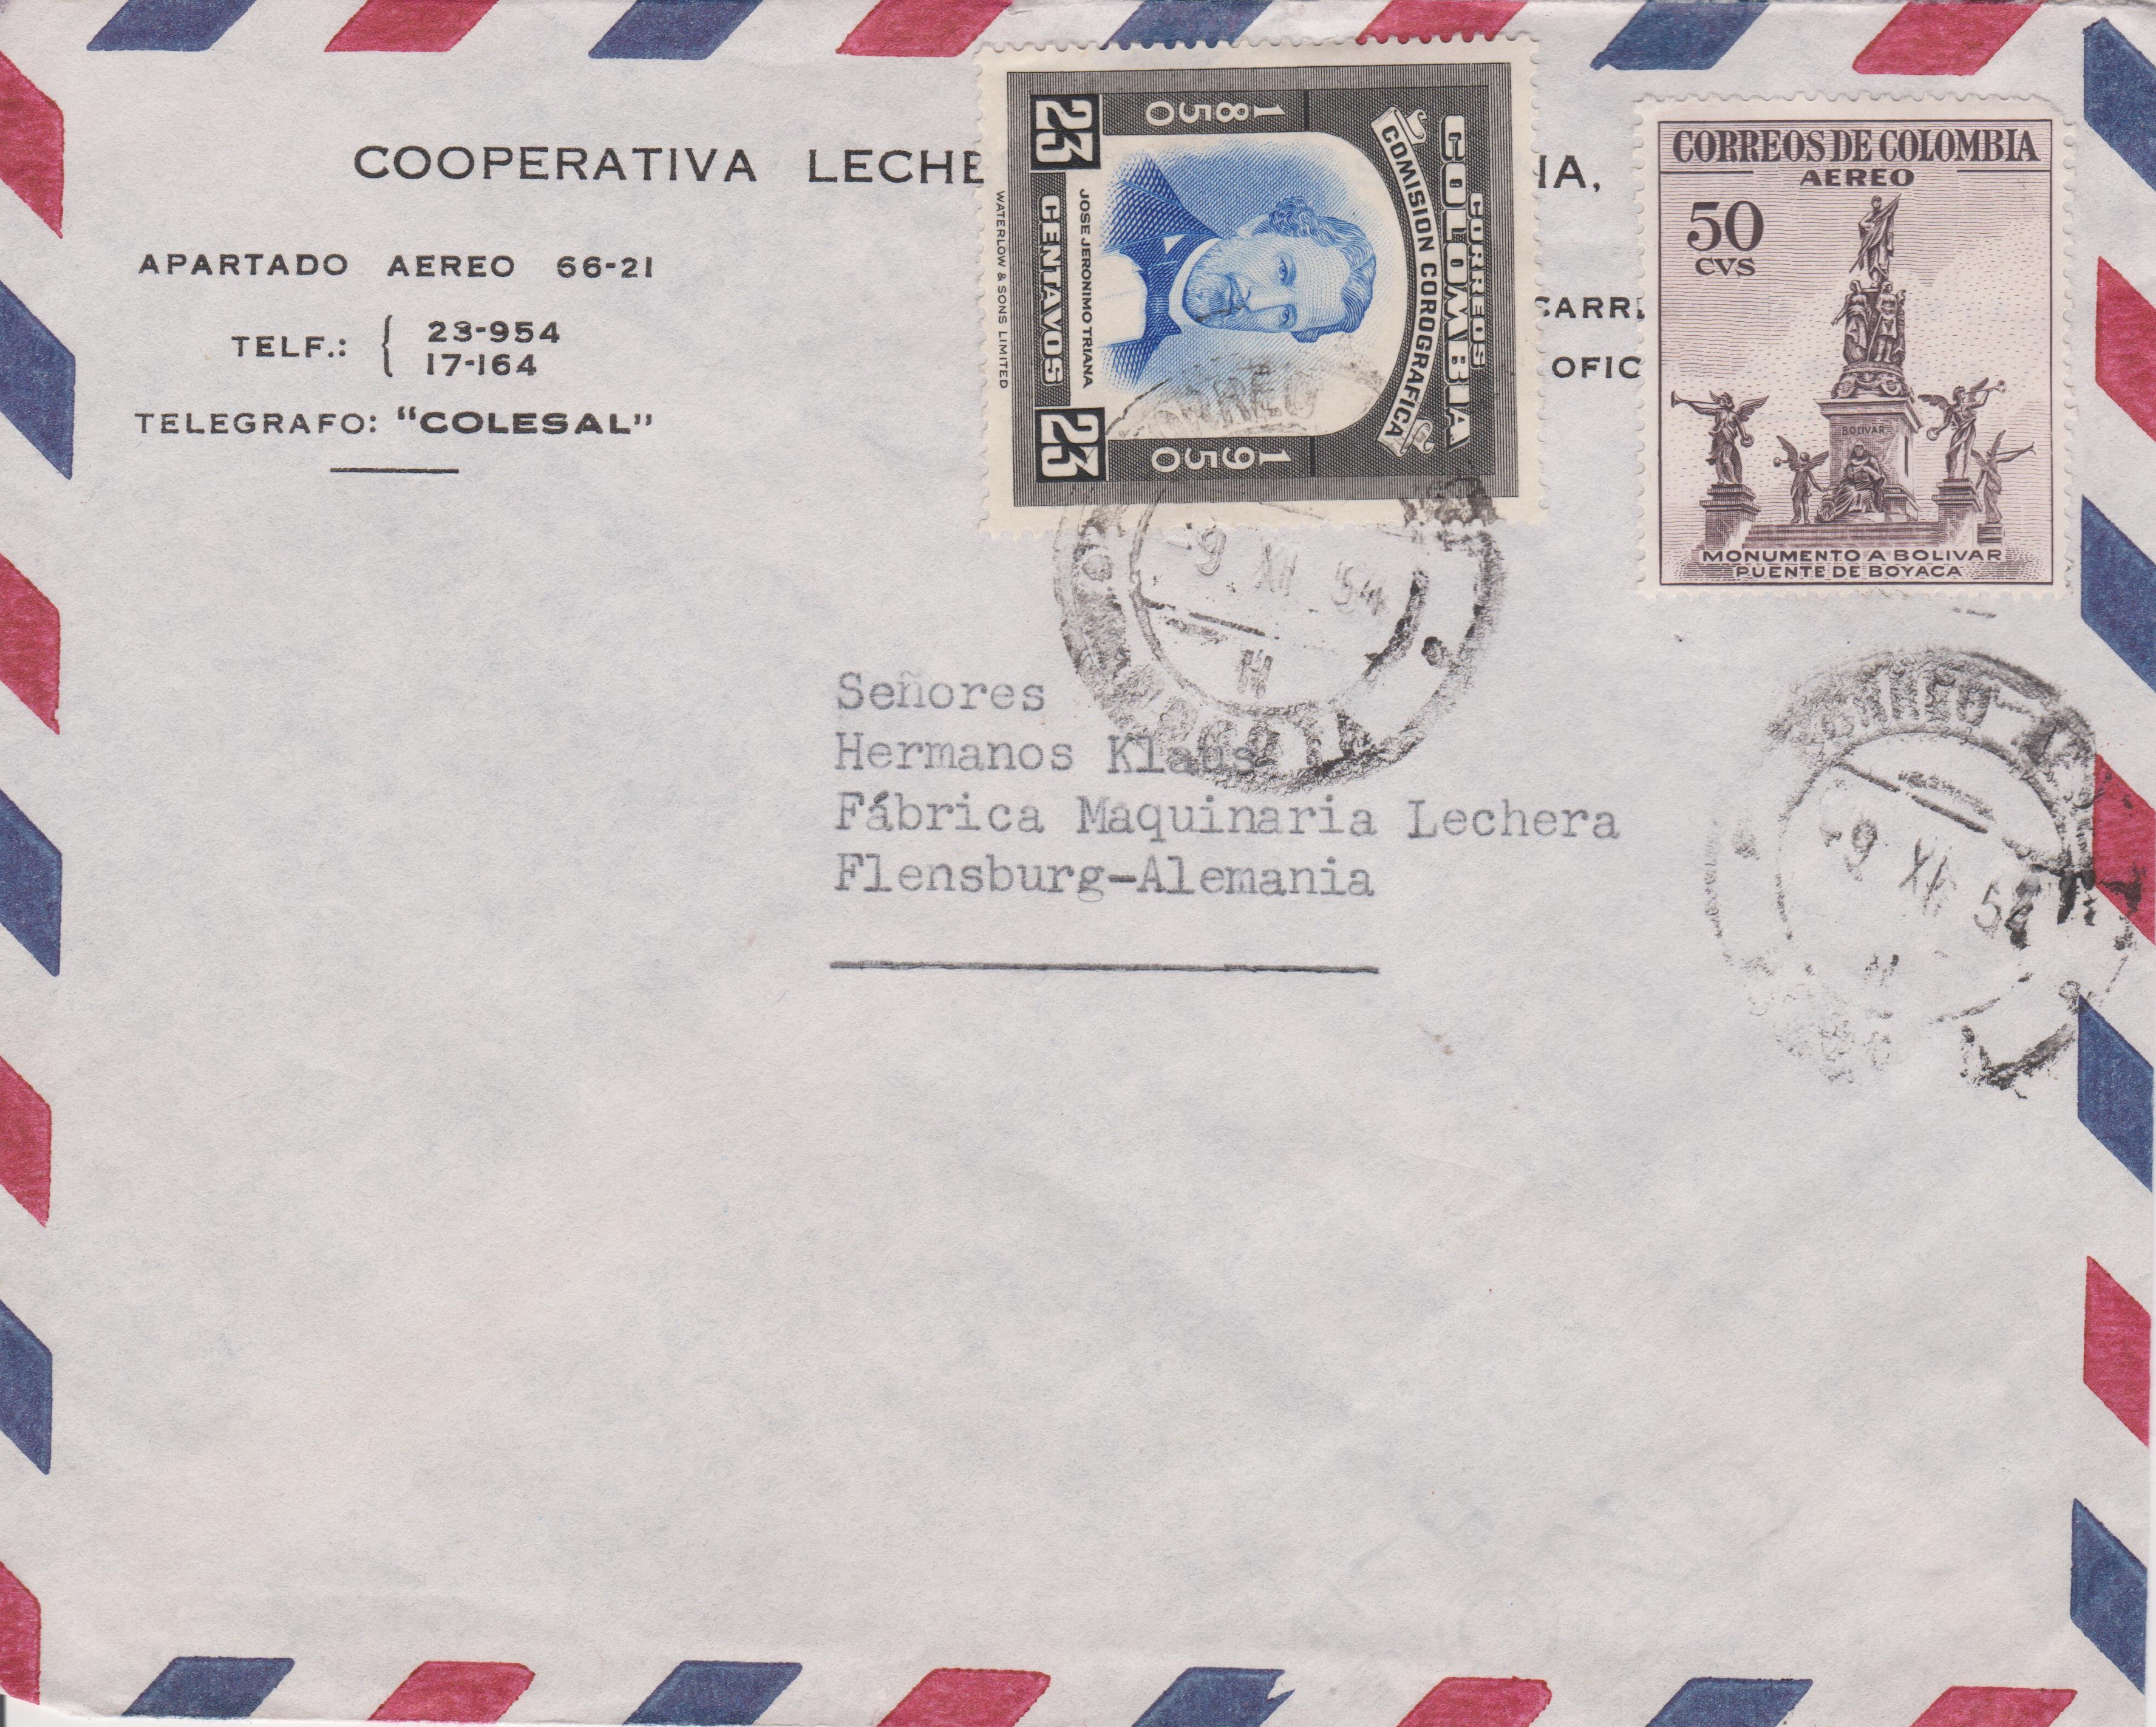 COOPERATIVA LECHE
IA,
APARTADO AEREO 66-21
TELF.: { 23-954
17-164
TELEGRAFO: "COLESAL"
CARR
OFIC
CORREOS
COLOMBIA
COMISION COROGRAFICA
1850
1950
JOSE JERONIMO TRIANA
23 CENTAVOS 23
WATERLOW & SONS LIMITED
CORREOS DE COLOMBIA
AEREO
50
CVS
BOLIVAR
MONUMENTO A BOLIVAR
PUENTE DE BOYACA
-9 XII 54
Señores
Hermanos Klaus
Fábrica Maquinaria Lechera
Flensburg-Alemania
-9 XII 54